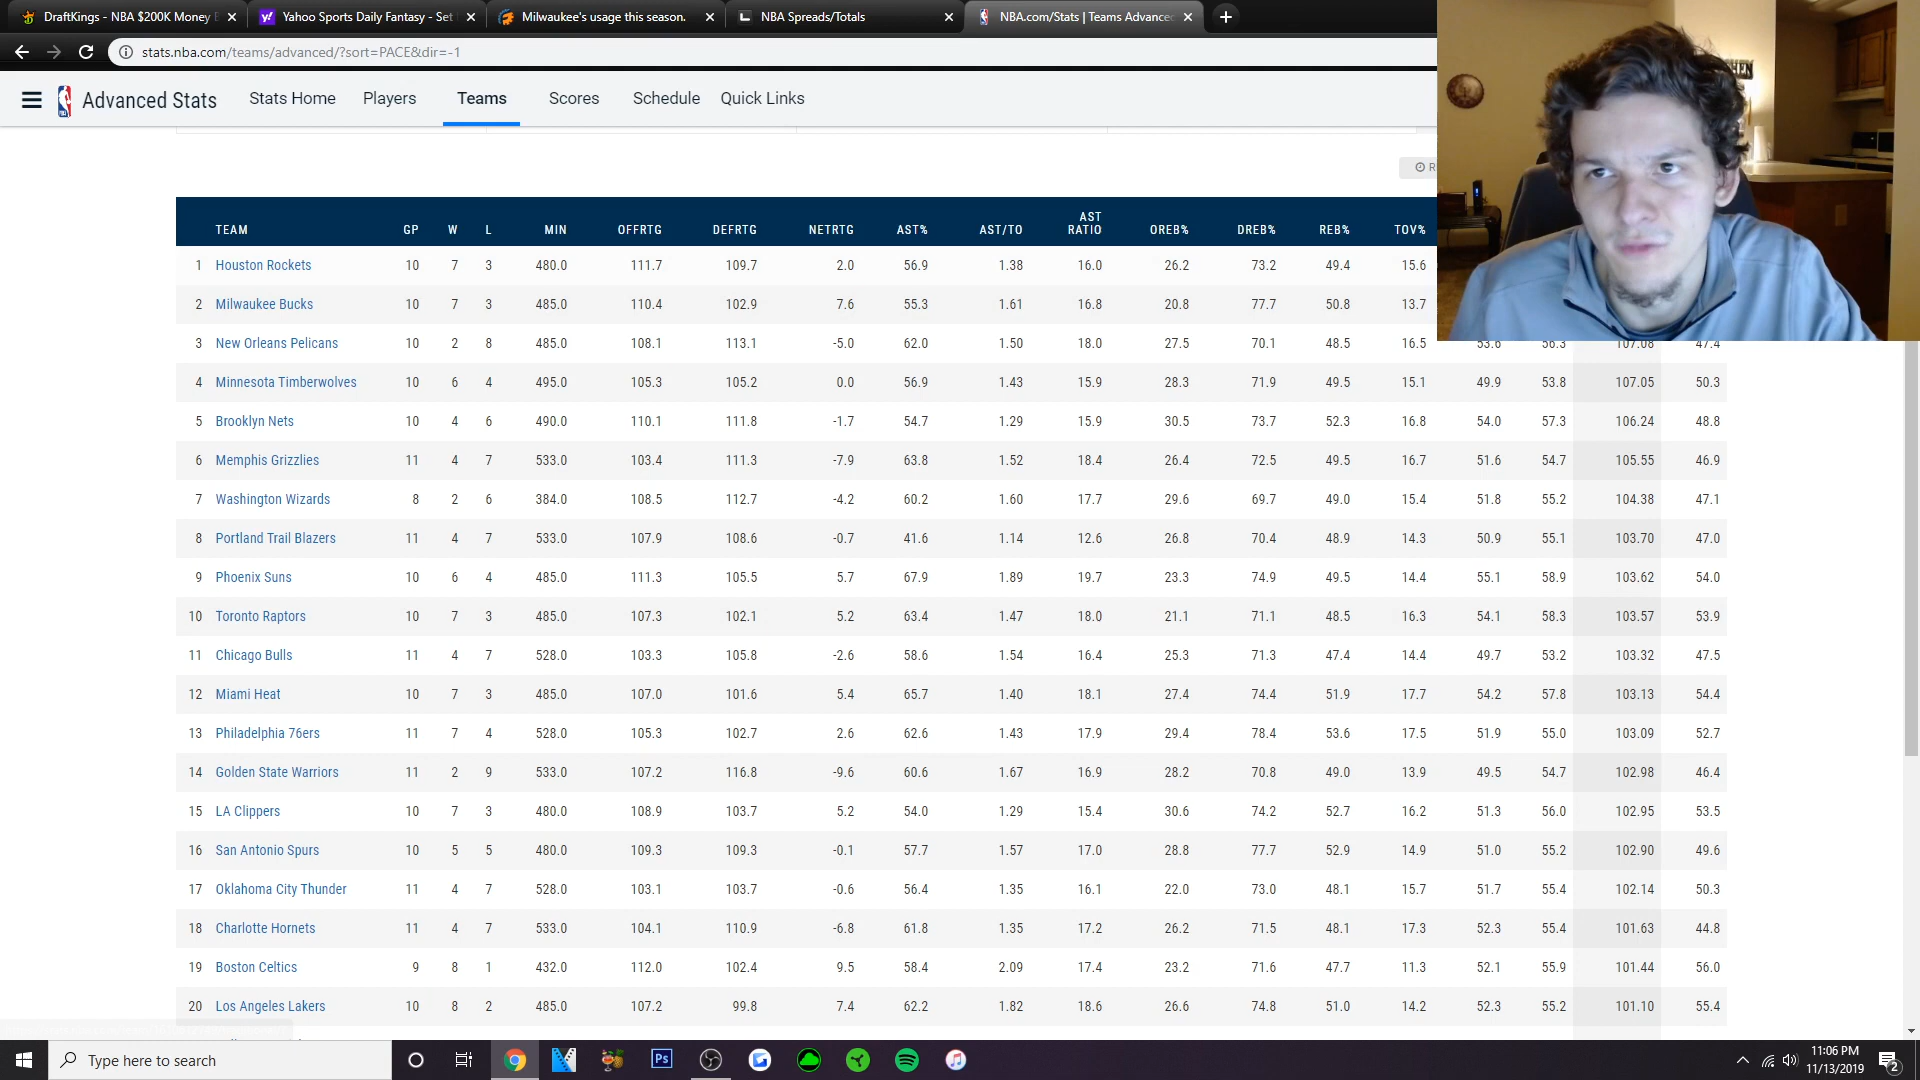 DraftKings - NBA $200K Money B
Yahoo Sports Daily Fantasy - Set
Milwaukee's usage this season.
NBA Spreads/Totals
NBA.com/Stats | Teams Advanced
stats.nba.com/teams/advanced/?sort=PACE&dir=-1
Advanced Stats Stats Home Players Teams Scores Schedule Quick Links
TEAM GP W L MIN OFFRTG DEFRTG NETRTG AST% AST/TO AST RATIO OREB% DREB% REB% TOV%
1 Houston Rockets 10 7 3 480.0 111.7 109.7 2.0 56.9 1.38 16.0 26.2 73.2 49.4 15.6
2 Milwaukee Bucks 10 7 3 485.0 110.4 102.9 7.6 55.3 1.61 16.8 20.8 77.7 50.8 13.7
3 New Orleans Pelicans 10 2 8 485.0 108.1 113.1 -5.0 62.0 1.50 18.0 27.5 70.1 48.5 16.5 53.6 56.3 107.08 47.4
4 Minnesota Timberwolves 10 6 4 495.0 105.3 105.2 0.0 56.9 1.43 15.9 28.3 71.9 49.5 15.1 49.9 53.8 107.05 50.3
5 Brooklyn Nets 10 4 6 490.0 110.1 111.8 -1.7 54.7 1.29 15.9 30.5 73.7 52.3 16.8 54.0 57.3 106.24 48.8
6 Memphis Grizzlies 11 4 7 533.0 103.4 111.3 -7.9 63.8 1.52 18.4 26.4 72.5 49.5 16.7 51.6 54.7 105.55 46.9
7 Washington Wizards 8 2 6 384.0 108.5 112.7 -4.2 60.2 1.60 17.7 29.6 69.7 49.0 15.4 51.8 55.2 104.38 47.1
8 Portland Trail Blazers 11 4 7 533.0 107.9 108.6 -0.7 41.6 1.14 12.6 26.8 70.4 48.9 14.3 50.9 55.1 103.70 47.0
9 Phoenix Suns 10 6 4 485.0 111.3 105.5 5.7 67.9 1.89 19.7 23.3 74.9 49.5 14.4 55.1 58.9 103.62 54.0
10 Toronto Raptors 10 7 3 485.0 107.3 102.1 5.2 63.4 1.47 18.0 21.1 71.1 48.5 16.3 54.1 58.3 103.57 53.9
11 Chicago Bulls 11 4 7 528.0 103.3 105.8 -2.6 58.6 1.54 16.4 25.3 71.3 47.4 14.4 49.7 53.2 103.32 47.5
12 Miami Heat 10 7 3 485.0 107.0 101.6 5.4 65.7 1.40 18.1 27.4 74.4 51.9 17.7 54.2 57.8 103.13 54.4
13 Philadelphia 76ers 11 7 4 528.0 105.3 102.7 2.6 62.6 1.43 17.9 29.4 78.4 53.6 17.5 51.9 55.0 103.09 52.7
14 Golden State Warriors 11 2 9 533.0 107.2 116.8 -9.6 60.6 1.67 16.9 28.2 70.8 49.0 13.9 49.5 54.7 102.98 46.4
15 LA Clippers 10 7 3 480.0 108.9 103.7 5.2 54.0 1.29 15.4 30.6 74.2 52.7 16.2 51.3 56.0 102.95 53.5
16 San Antonio Spurs 10 5 5 480.0 109.3 109.3 -0.1 57.7 1.57 17.0 28.8 77.7 52.9 14.9 51.0 55.2 102.90 49.6
17 Oklahoma City Thunder 11 4 7 528.0 103.1 103.7 -0.6 56.4 1.35 16.1 22.0 73.0 48.1 15.7 51.7 55.4 102.14 50.3
18 Charlotte Hornets 11 4 7 533.0 104.1 110.9 -6.8 61.8 1.35 17.2 26.2 71.5 48.1 17.3 52.3 55.4 101.63 44.8
19 Boston Celtics 9 8 1 432.0 112.0 102.4 9.5 58.4 2.09 17.4 23.2 71.6 47.7 11.3 52.1 55.9 101.44 56.0
20 Los Angeles Lakers 10 8 2 485.0 107.2 99.8 7.4 62.2 1.82 18.6 26.6 74.8 51.0 14.2 52.3 55.2 101.10 55.4
Type here to search
Ps
11:06 PM
11/13/2019
2